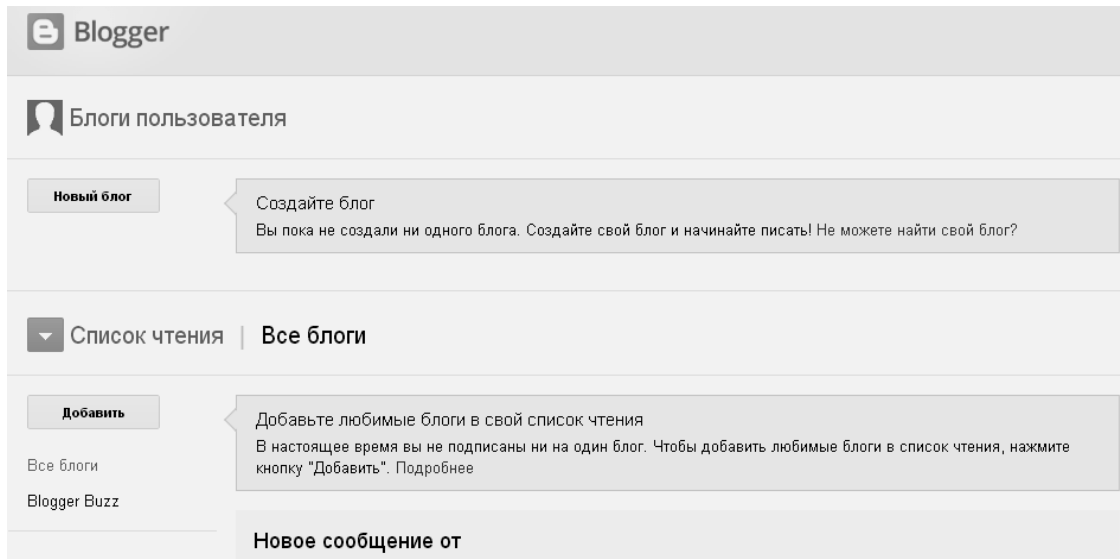 Blogger
Блоги пользователя
Новый блог
Создайте блог
Вы пока не создали ни одного блога. Создайте свой блог и начинайте писать! Не можете найти свой блог?
Список чтения | Все блоги
Добавить
Добавьте любимые блоги в свой список чтения
В настоящее время вы не подписаны ни на один блог. Чтобы добавить любимые блоги в список чтения, нажмите
кнопку "Добавить". Подробнее
Все блоги
Blogger Buzz
Новое сообщение от